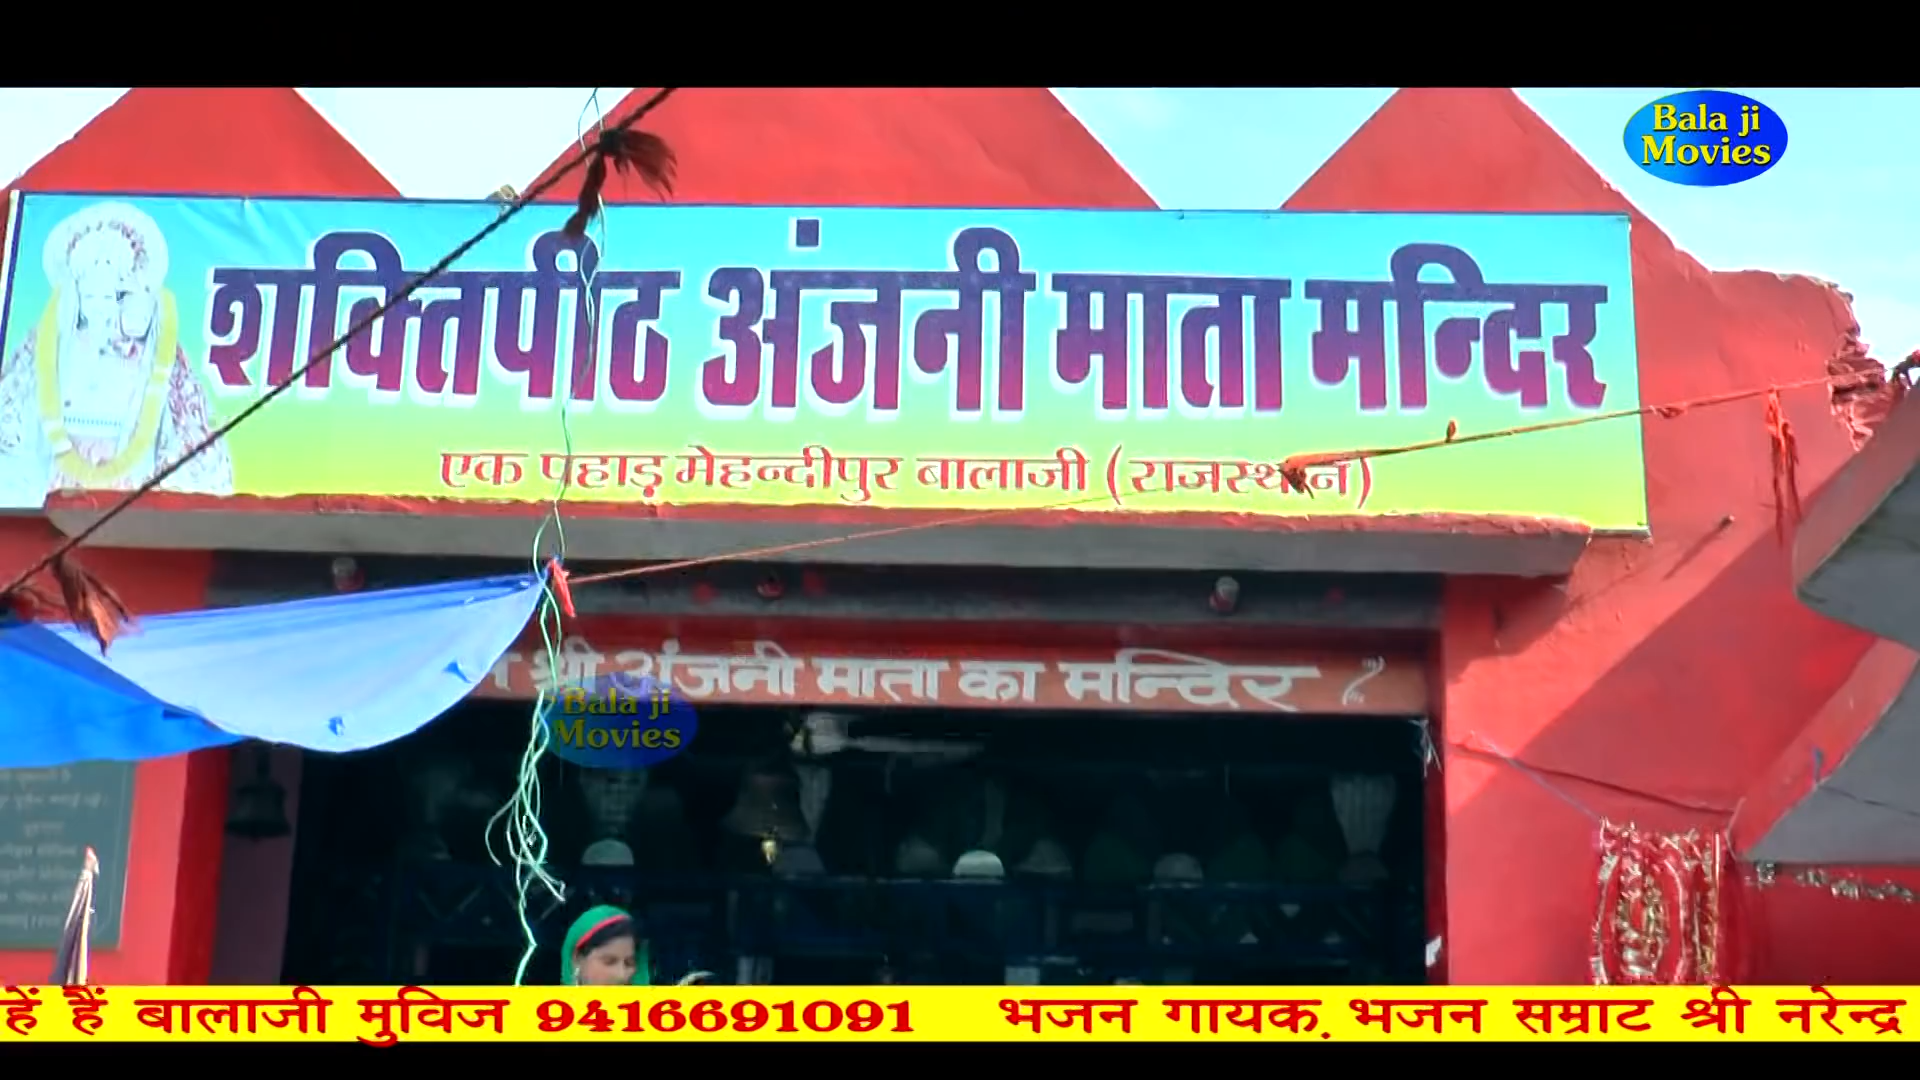 Bala ji
Movies
शक्तिपीठ अंजनी माता मन्दिर
एक पहाड़ मेहन्दीपुर बालाजी (राजस्थान)
श्री अंजनी माता का मन्दिर
Bala ji
Movies
हें हैं बालाजी मुविज 9416691091 भजन गायक. भजन सम्राट श्री नरेन्द्र